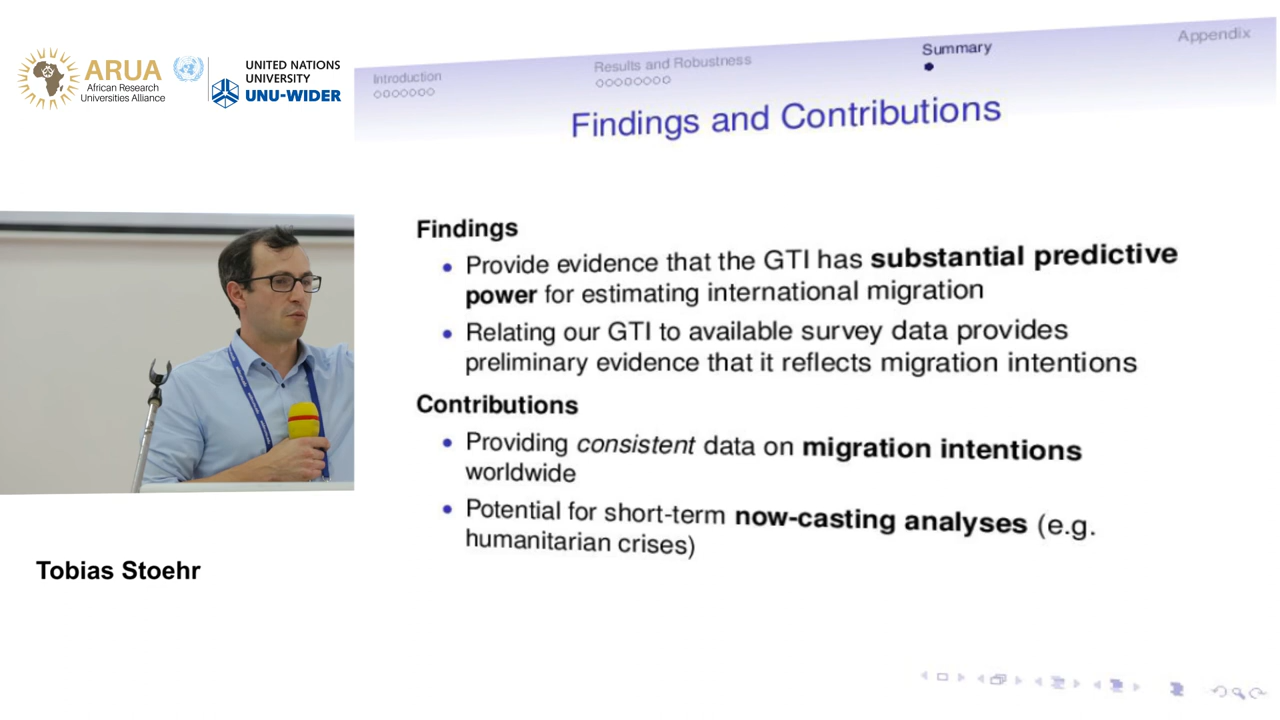 ARUA
African Research
Universities Alliance
UNITED NATIONS
UNIVERSITY
UNU-WIDER
Introduction
Results and Robustness
Summary
Appendix
Findings and Contributions
Findings
Provide evidence that the GTI has substantial predictive
power for estimating international migration
Relating our GTI to available survey data provides
preliminary evidence that it reflects migration intentions
Contributions
Providing consistent data on migration intentions
worldwide
Potential for short-term now-casting analyses (e.g.
humanitarian crises)
Tobias Stoehr